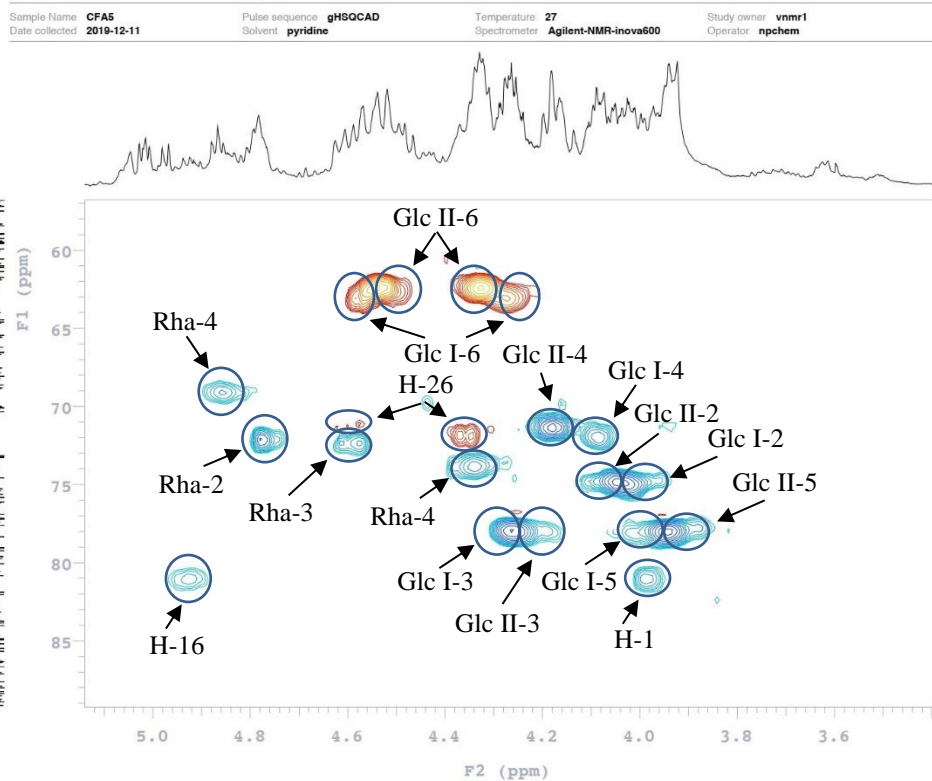 Sample Name CFA5 Pulse sequence gHSQCAD Temperature 27 Study owner vnmr1
Date collected 2019-12-11 Solvent pyridine Spectrometer Agilent-NMR-inova600 Operator npchem
Glc II-6
60
F1 (ppm)
Rha-4
65
Glc I-6
Glc II-4
Glc I-4
H-26
70
Glc II-2
Glc I-2
Rha-2
Rha-3
Rha-4
Glc II-5
75
Glc I-3
Glc I-5
80
Glc II-3
H-16
H-1
85
5.0 4.8 4.6 4.4 4.2 4.0 3.8 3.6
F2 (ppm)